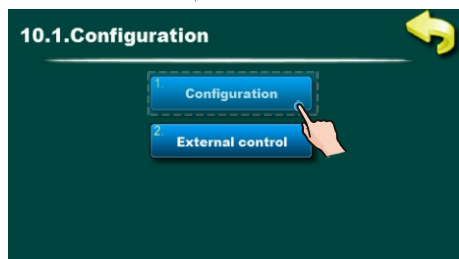 10.1.Configuration
1.
Configuration
2.
External control